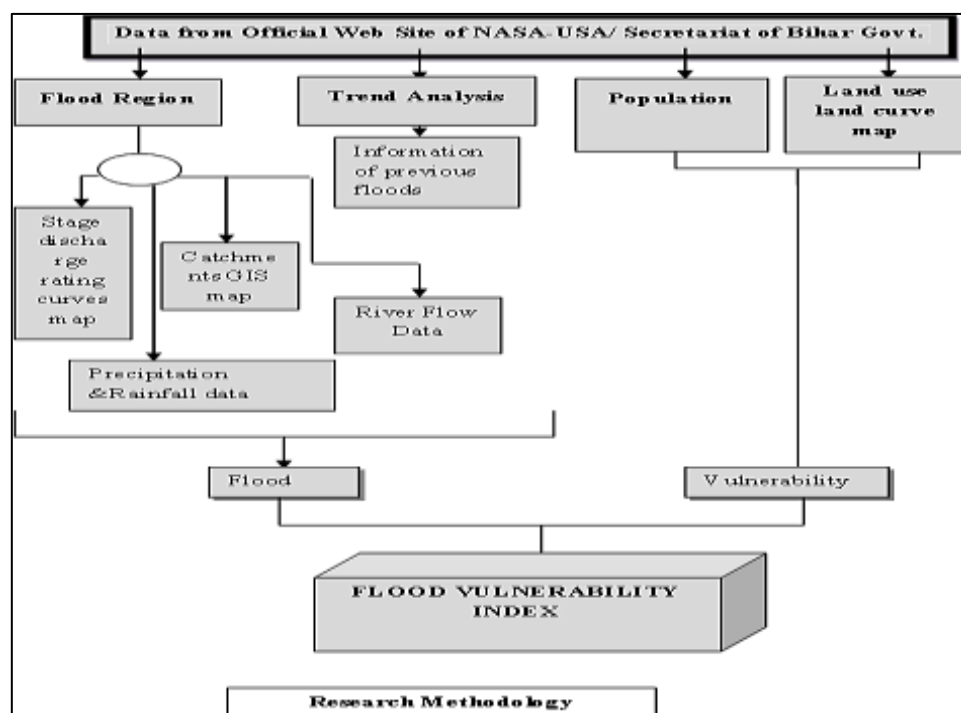 Data from Official Web Site of NASA-USA/ Secretariat of Bihar Govt.
Flood Region
Trend Analysis
Population
Land use
land curve
map
Information
of previous
floods
Stage
discha
rge
rating
curves
map
Catchme
nts GIS
map
River Flow
Data
Precipitation
&Rainfall data
Flood
Vulnerability
FLOOD VULNERABILITY
INDEX
Research Methodology